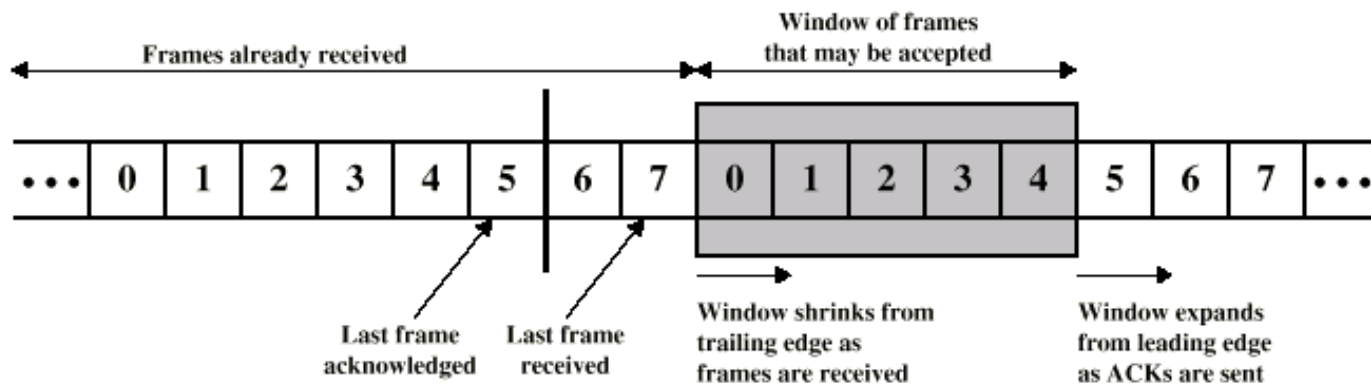 Window of frames
that may be accepted
Frames already received
••• 0 1 2 3 4 5 6 7 0 1 2 3 4 5 6 7 •••
Last frame
acknowledged
Last frame
received
Window shrinks from
trailing edge as
frames are received
Window expands
from leading edge
as ACKs are sent